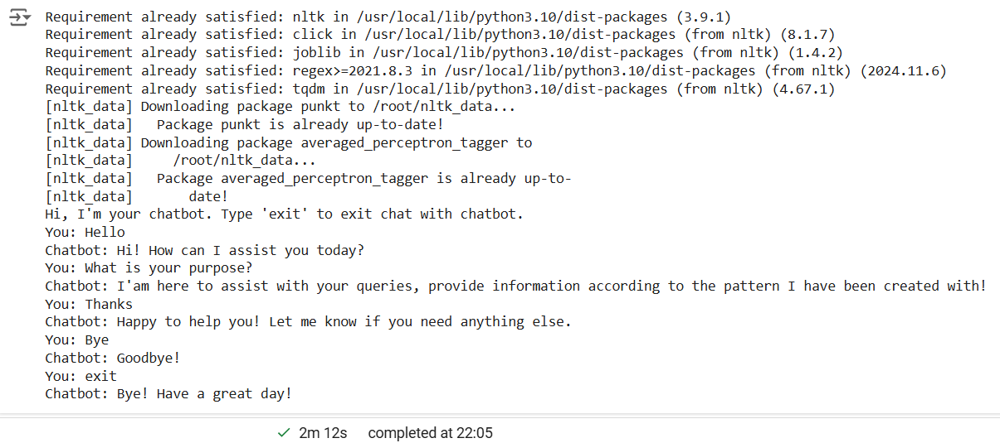 Requirement already satisfied: nltk in /usr/local/lib/python3.10/dist-packages (3.9.1)
Requirement already satisfied: click in /usr/local/lib/python3.10/dist-packages (from nltk) (8.1.7)
Requirement already satisfied: joblib in /usr/local/lib/python3.10/dist-packages (from nltk) (1.4.2)
Requirement already satisfied: regex>=2021.8.3 in /usr/local/lib/python3.10/dist-packages (from nltk) (2024.11.6)
Requirement already satisfied: tqdm in /usr/local/lib/python3.10/dist-packages (from nltk) (4.67.1)
[nltk_data] Downloading package punkt to /root/nltk_data...
[nltk_data]   Package punkt is already up-to-date!
[nltk_data] Downloading package averaged_perceptron_tagger to
[nltk_data]     /root/nltk_data...
[nltk_data]   Package averaged_perceptron_tagger is already up-to-
[nltk_data]       date!
Hi, I'm your chatbot. Type 'exit' to exit chat with chatbot.
You: Hello
Chatbot: Hi! How can I assist you today?
You: What is your purpose?
Chatbot: I'am here to assist with your queries, provide information according to the pattern I have been created with!
You: Thanks
Chatbot: Happy to help you! Let me know if you need anything else.
You: Bye
Chatbot: Goodbye!
You: exit
Chatbot: Bye! Have a great day!
2m 12s completed at 22:05